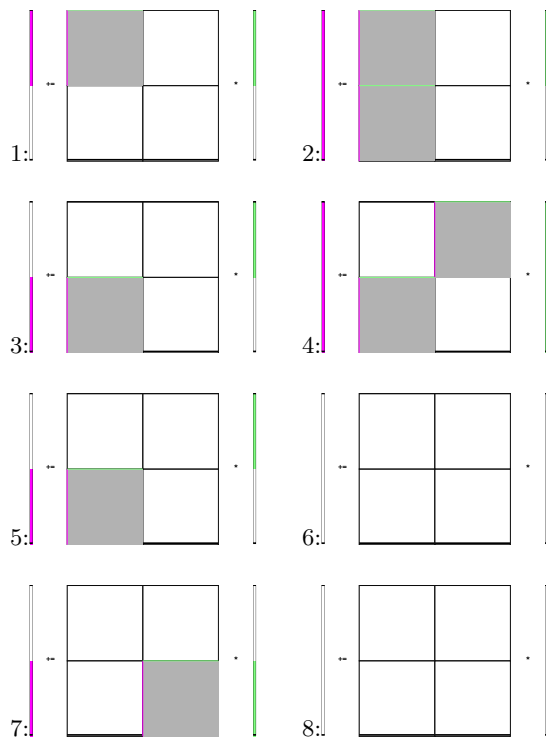 1: += *
2: += *
3: += *
4: += *
5: += *
6: += *
7: += *
8: += *